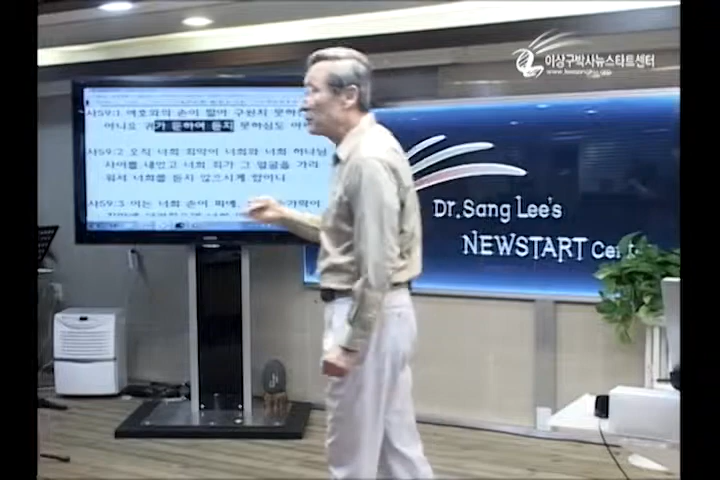 이상구박사뉴스타트센터
사59:1 여호와의 손이 짧아 구원치 못하
아니요 귀가 둔하여 듣지 못하심도 아
사59:2 오직 너희 죄악이 너희와 너희 하나님
사이를 내었고 너희 죄가 그 얼굴을 가리
워서 너희를 듣지 않으시게 함이니
사59:3 이는 너희 손이 피에,
Dr.Sang Lee's
NEWSTART Cent